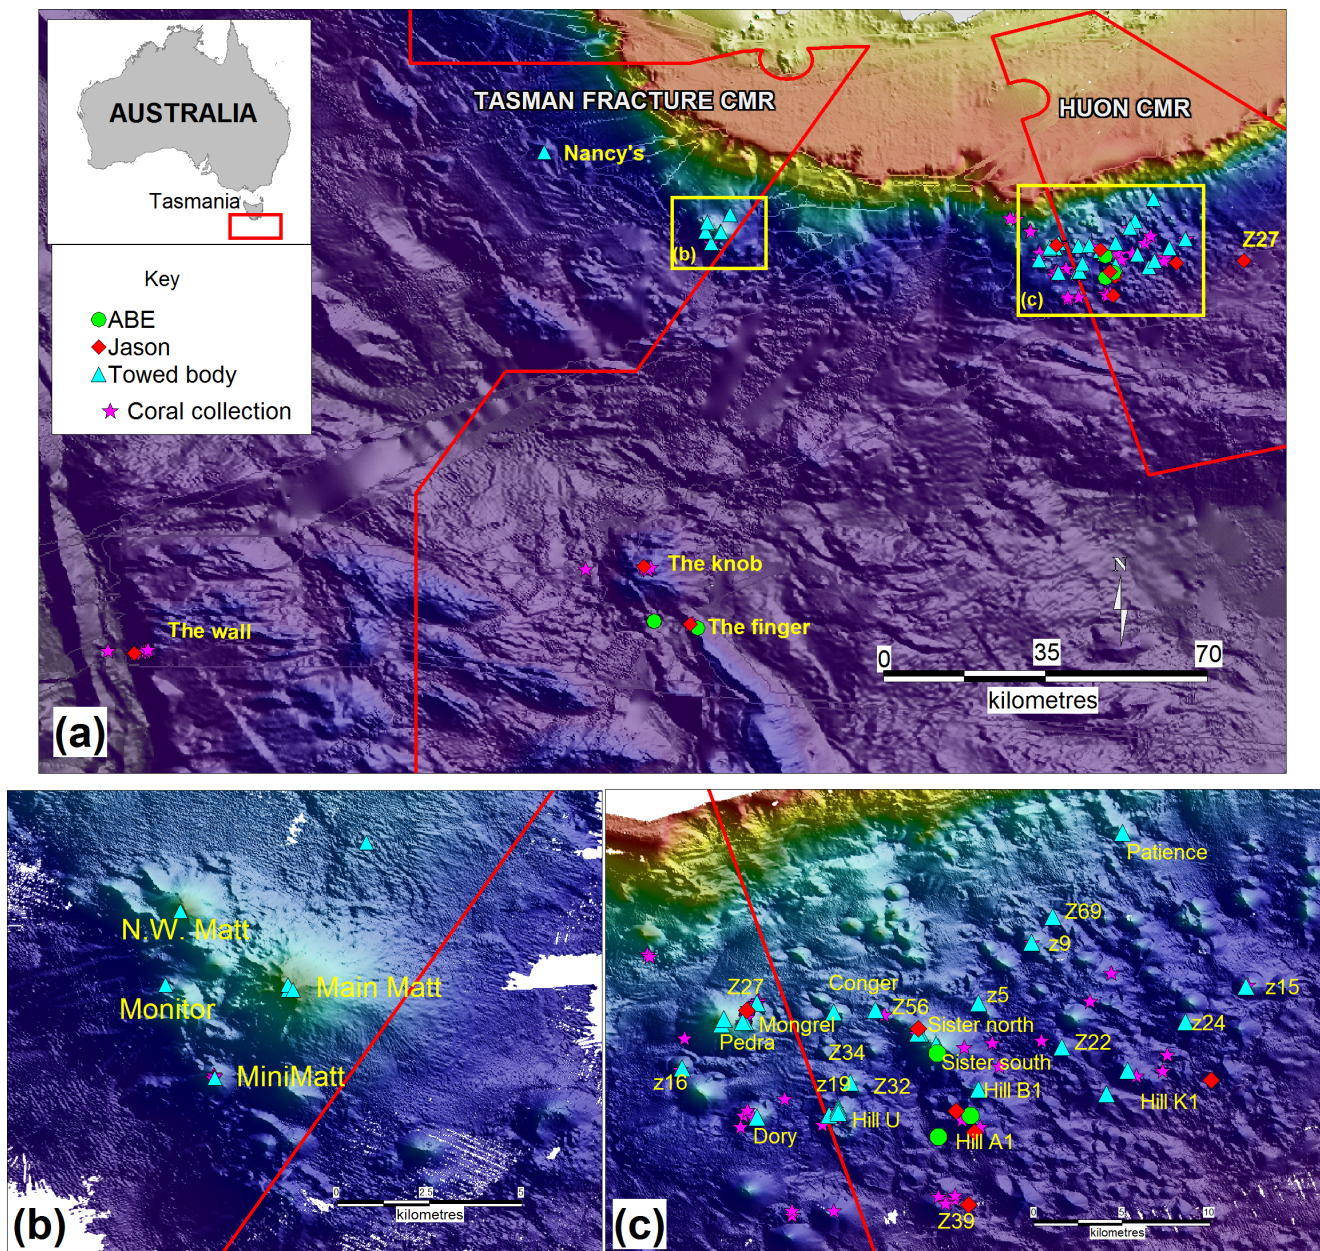 AUSTRALIA
Tasmania
Key
ABE
Jason
Towed body
Coral collection
TASMAN FRACTURE CMR
HUON CMR
Nancy's
(b)
(c)
Z27
The knob
The finger
The wall
N
0 35 70
kilometres
(a)
N.W. Matt
Main Matt
Monitor
MiniMatt
0 2.5 5
kilometres
(b)
Patience
Z69
z9
z15
Z27
Conger
Z56
z5
z24
Mongrel
Pedra
Sister north
Z34
Sister south
Z22
z16
z19
Z32
Hill B1
Hill K1
Dory
Hill U
Hill A1
Z39
0 5 10
kilometres
(c)